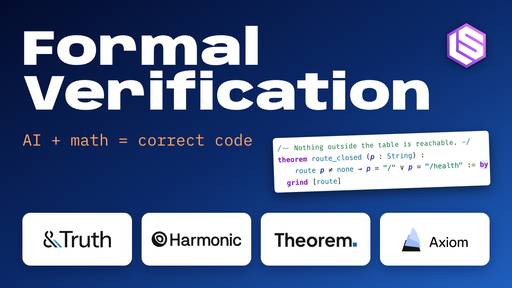 Formal
Verification
AI + math = correct code
/-- Nothing outside the table is reachable. -/
theorem route_closed (p : String) :
route p ≠ none → p = "/" ∨ p = "/health" := by
grind [route]
&Truth
Harmonic
Theorem.
Axiom
LS